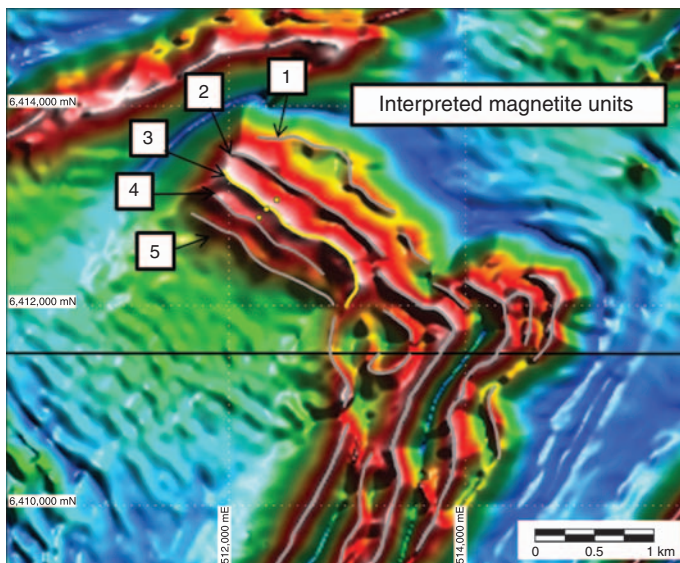 1
2
Interpreted magnetite units
6,414,000 mN
3
4
5
6,412,000 mN
6,410,000 mN
512,000 mE
514,000 mE
0 0.5 1 km